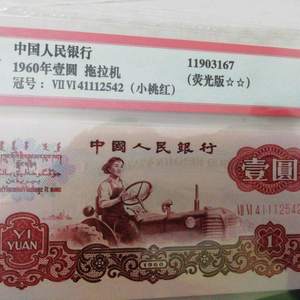 中国人民银行 11903167
1960年壹圆 拖拉机 (荧光版☆☆)
冠号：ⅦⅥ41112542（小桃红）
中國人民银行
壹圓
ⅦⅥ41112542
YI
YUAN
1960
1